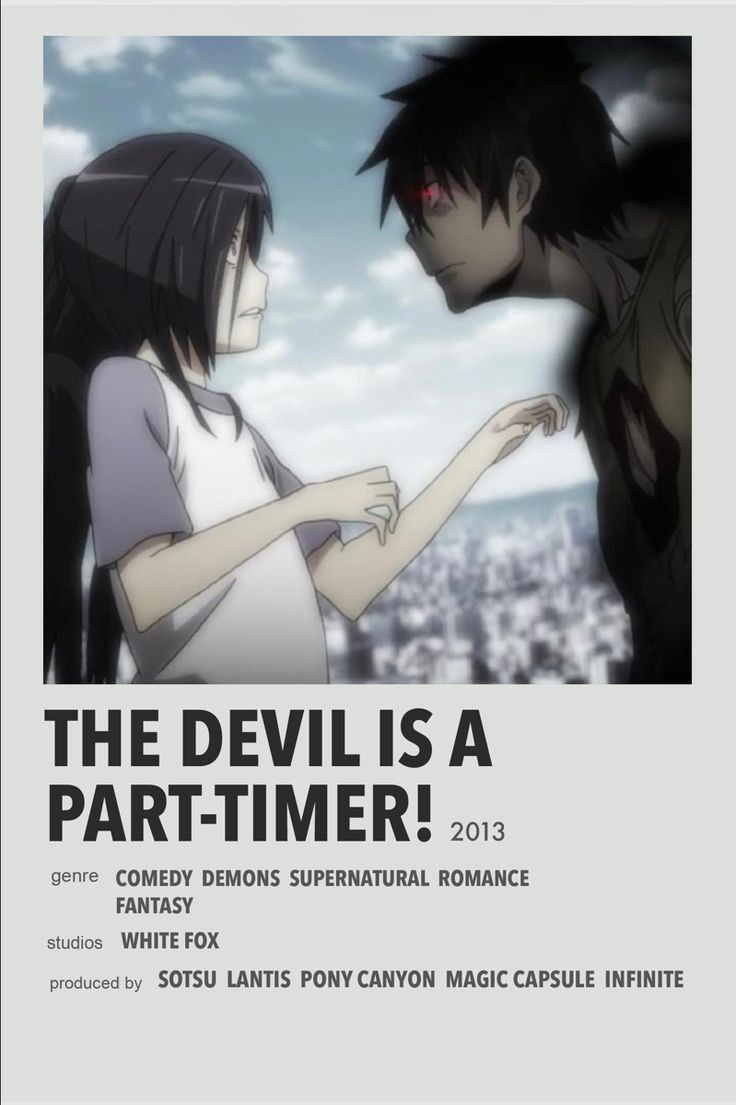 THE DEVIL IS A
PART-TIMER! 2013
genre COMEDY DEMONS SUPERNATURAL ROMANCE
FANTASY
studios WHITE FOX
produced by SOTSU LANTIS PONY CANYON MAGIC CAPSULE INFINITE